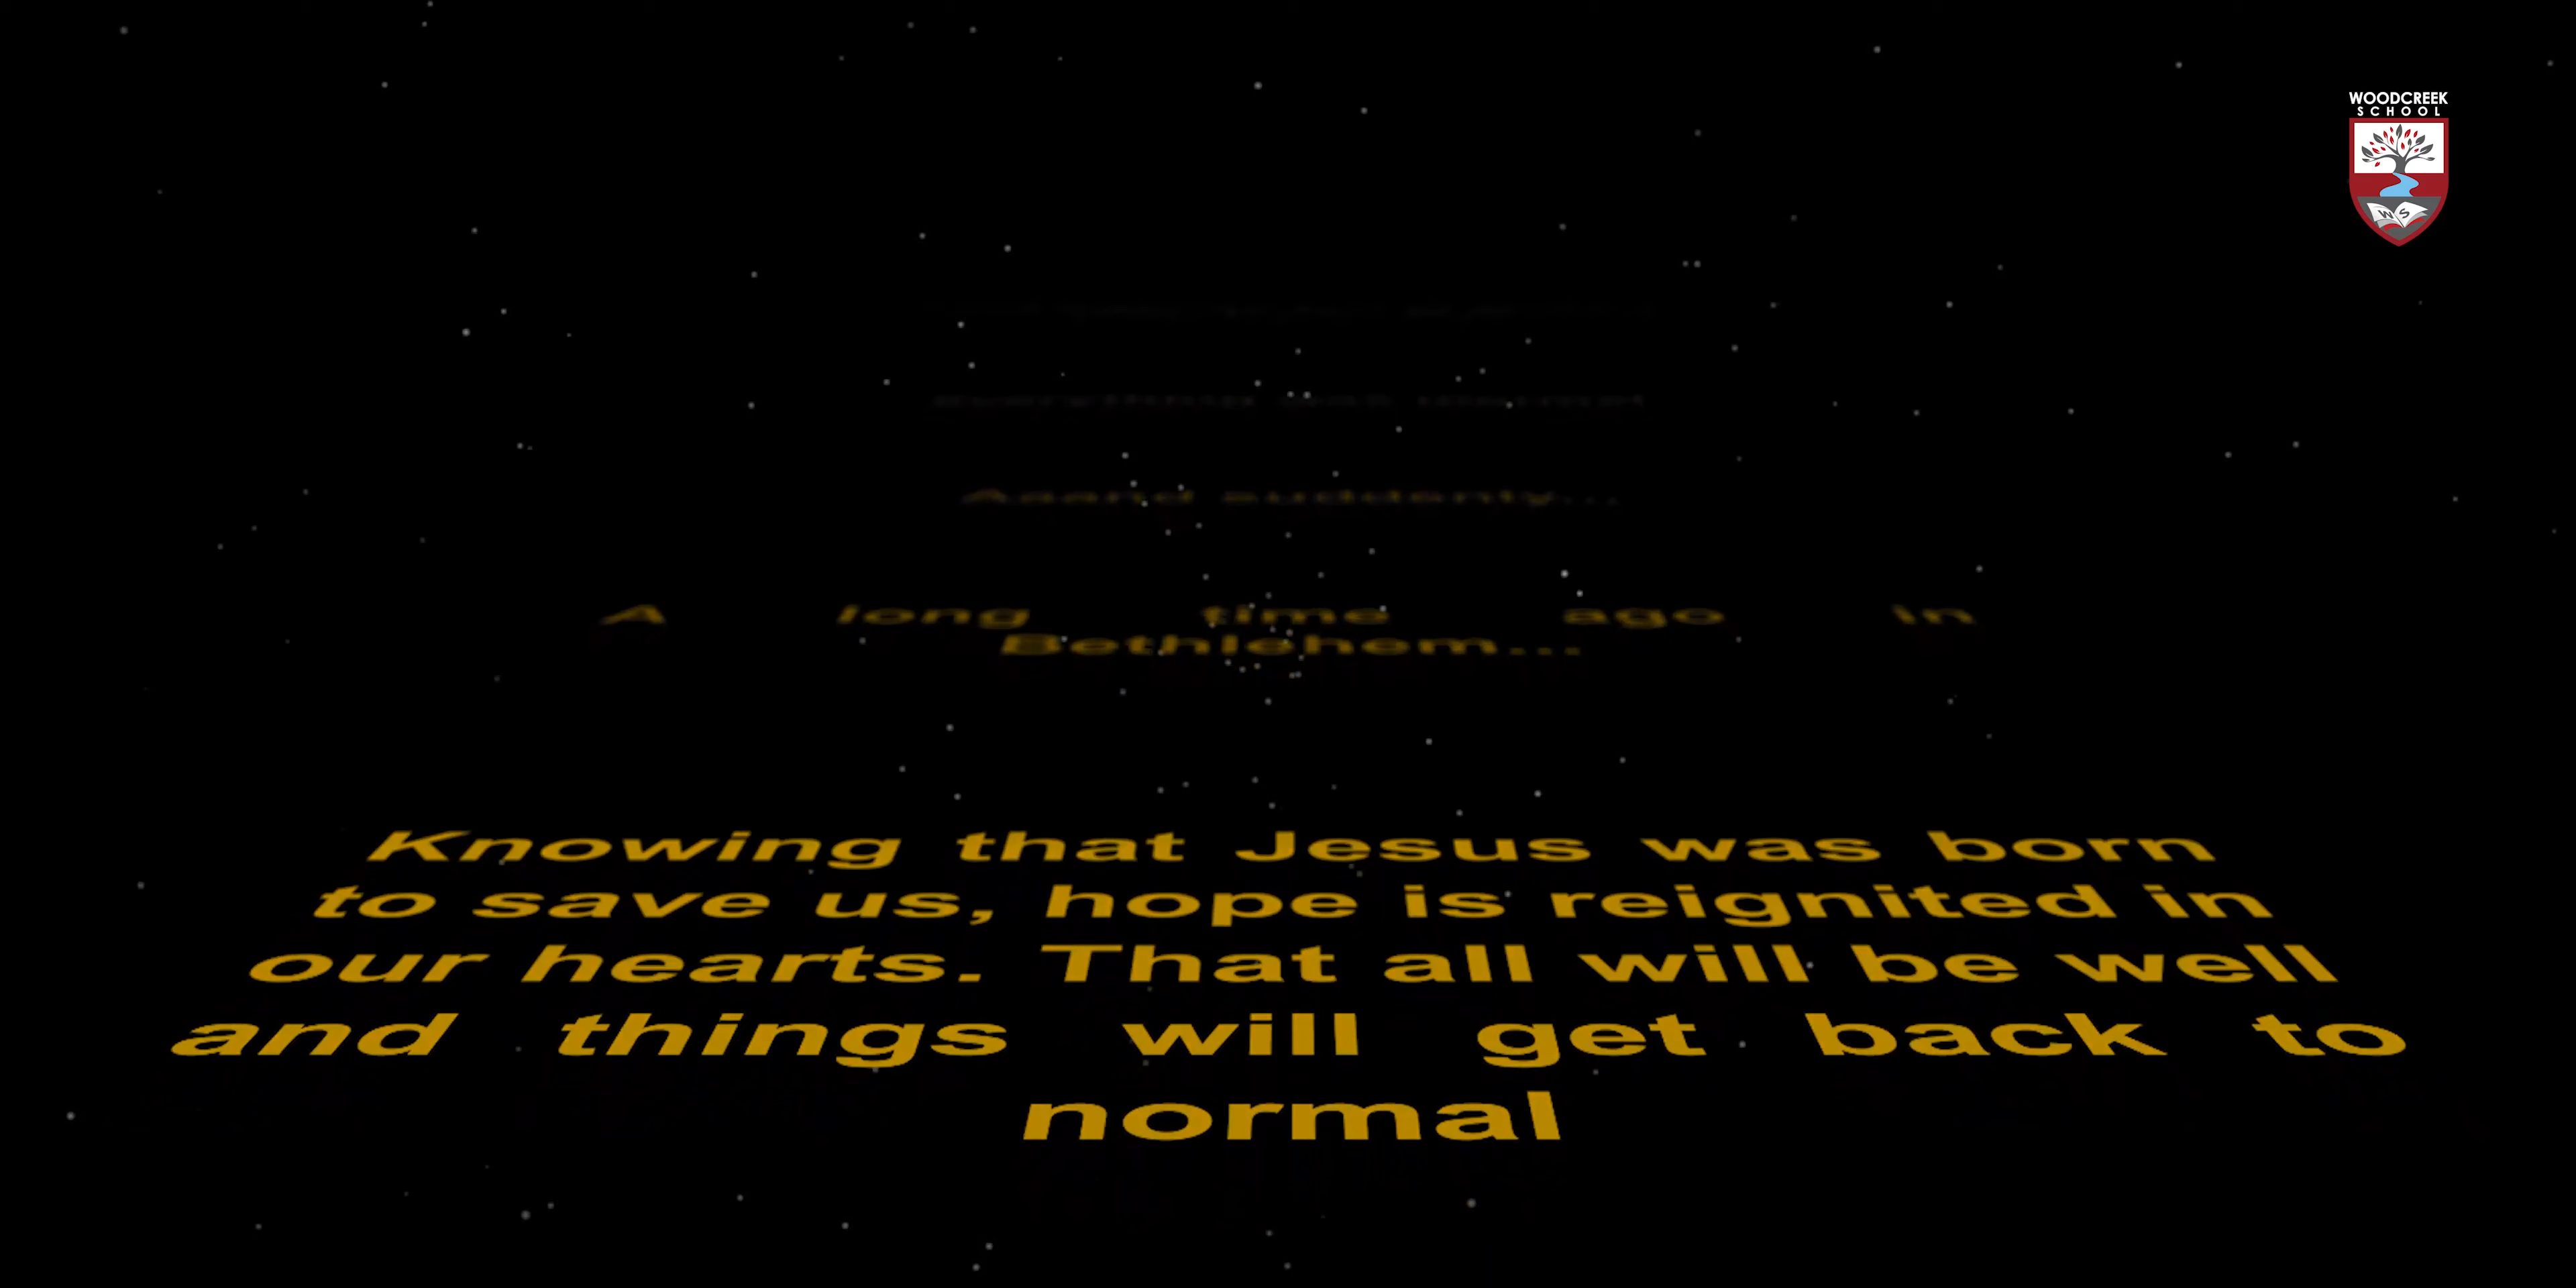 WOODCREEK
SCHOOL
W S
Aaand suddenly...
A long time ago in
Bethlehem...
Knowing that Jesus was born
to save us, hope is reignited in
our hearts. That all will be well
and things will get back to
normal